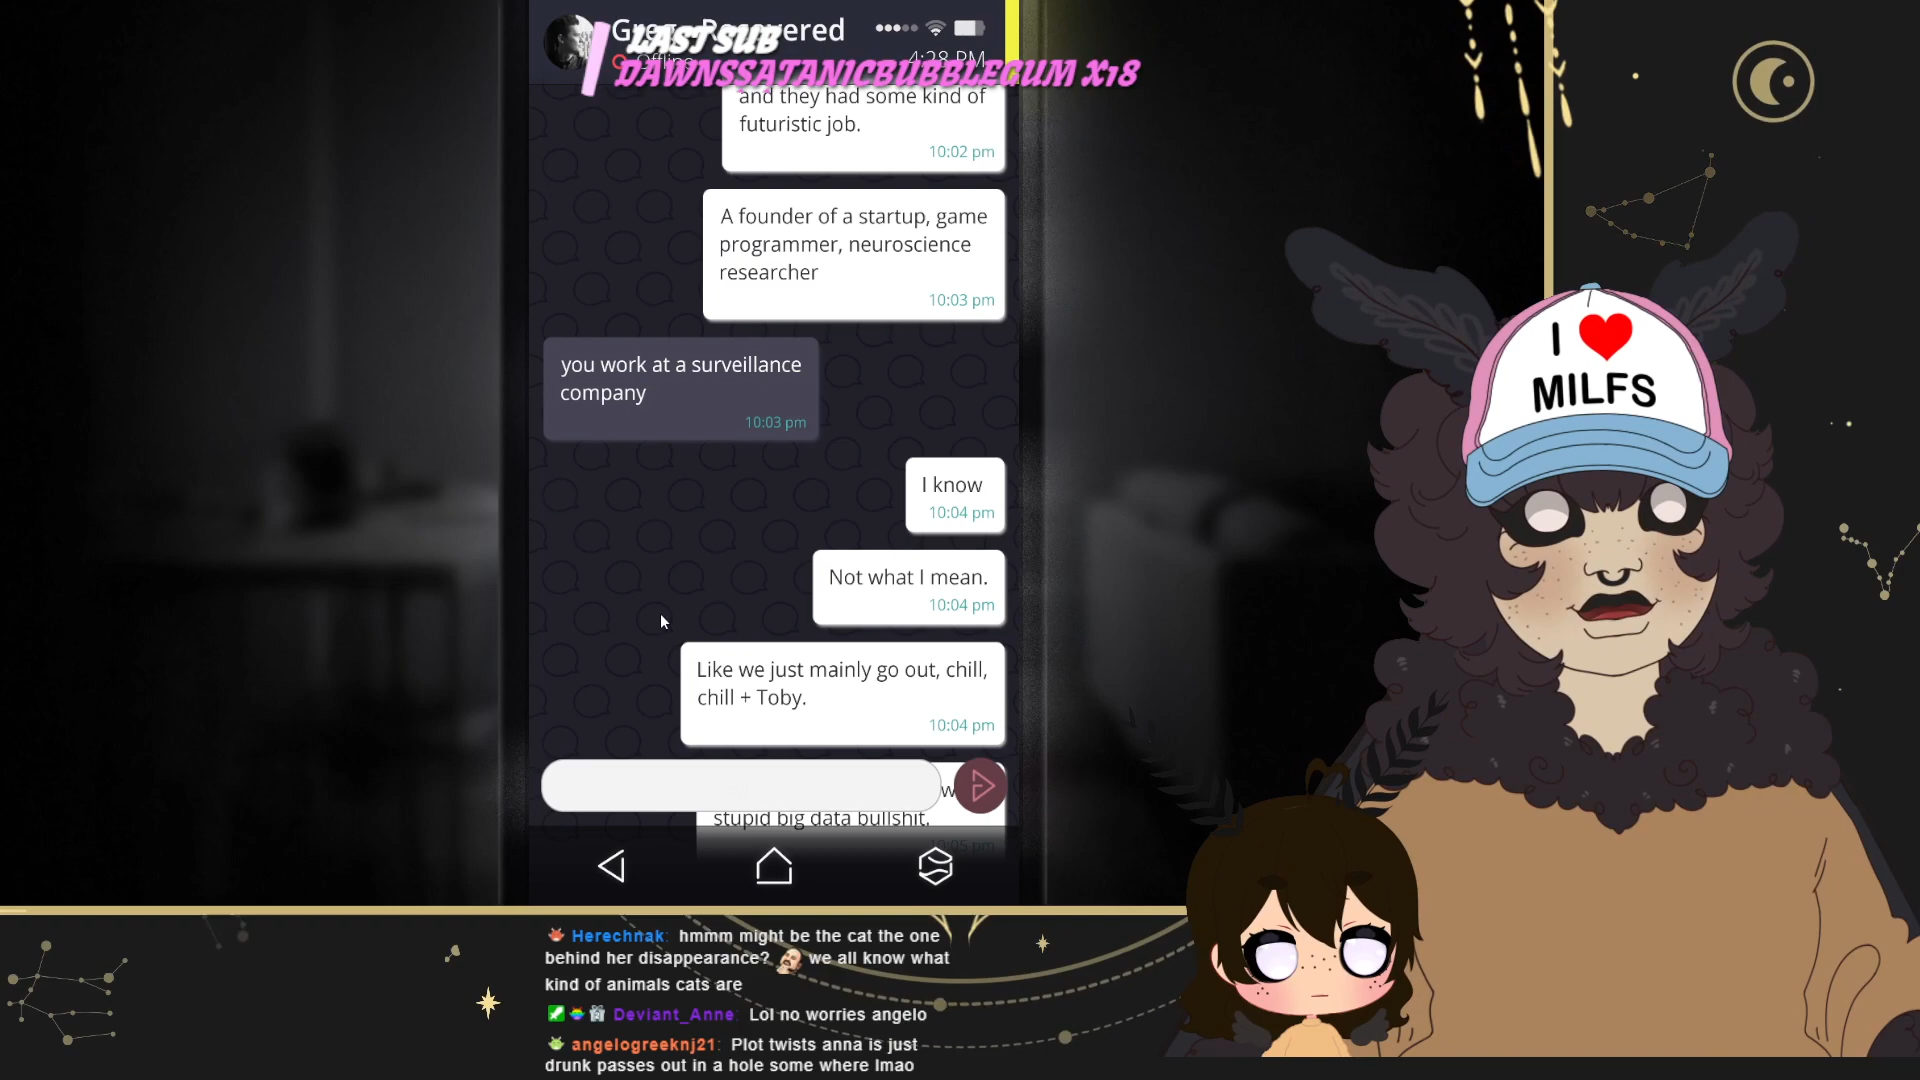 LAST SUB
DAWNSSATANICBUBBLEGUM X18
Offline
4:28 PM
and they had some kind of
futuristic job.
10:02 pm
A founder of a startup, game
programmer, neuroscience
researcher
10:03 pm
you work at a surveillance
company
10:03 pm
I know
10:04 pm
Not what I mean.
10:04 pm
Like we just mainly go out, chill,
chill + Toby.
10:04 pm
stupid big data bullshit.
I ❤ MILFS
Herechnak: hmmm might be the cat the one
behind her disappearance? we all know what
kind of animals cats are
Deviant_Anne: Lol no worries angelo
angelogreeknj21: Plot twists anna is just
drunk passes out in a hole some where lmao